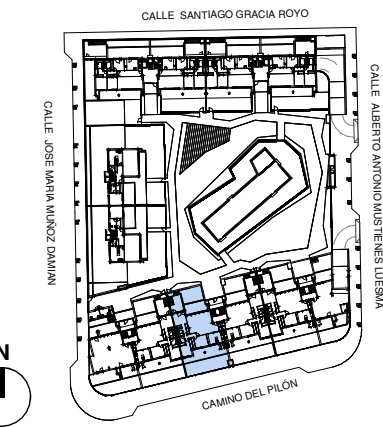 CALLE SANTIAGO GRACIA ROYO
CALLE JOSE MARIA MUÑOZ DAMIAN
CALLE ALBERTO ANTONIO MUSTIENES LUESMA
N
CAMINO DEL PILÓN